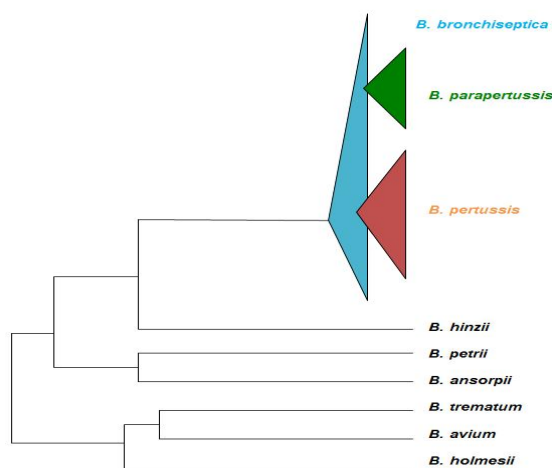 B. bronchiseptica
B. parapertussis
B. pertussis
B. hinzii
B. petrii
B. ansorpii
B. trematum
B. avium
B. holmesii